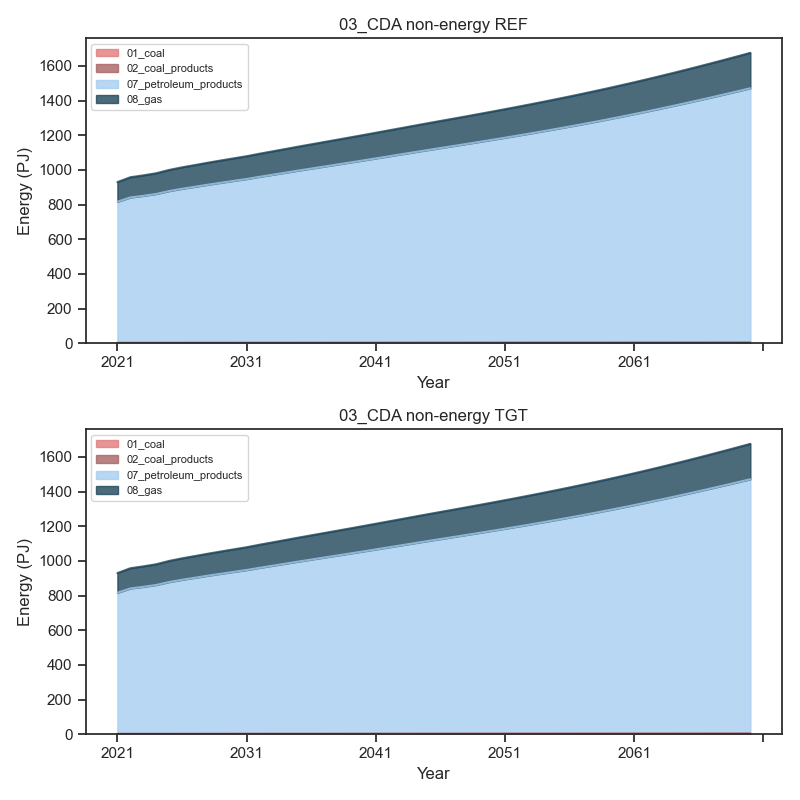 03_CDA non-energy REF
01_coal
02_coal_products
07_petroleum_products
08_gas
Energy (PJ)
1600
1400
1200
1000
800
600
400
200
0
2021 2031 2041 2051 2061
Year
03_CDA non-energy TGT
01_coal
02_coal_products
07_petroleum_products
08_gas
Energy (PJ)
1600
1400
1200
1000
800
600
400
200
0
2021 2031 2041 2051 2061
Year